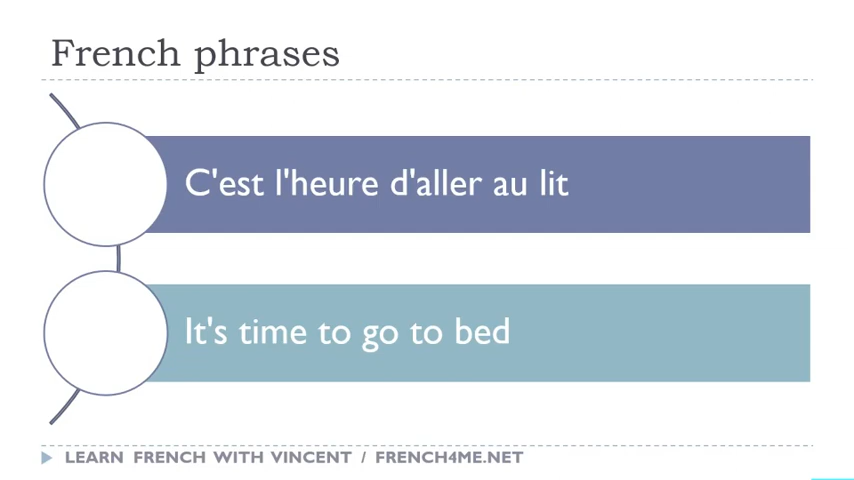 French phrases
C'est l'heure d'aller au lit
It's time to go to bed
LEARN FRENCH WITH VINCENT / FRENCH4ME.NET